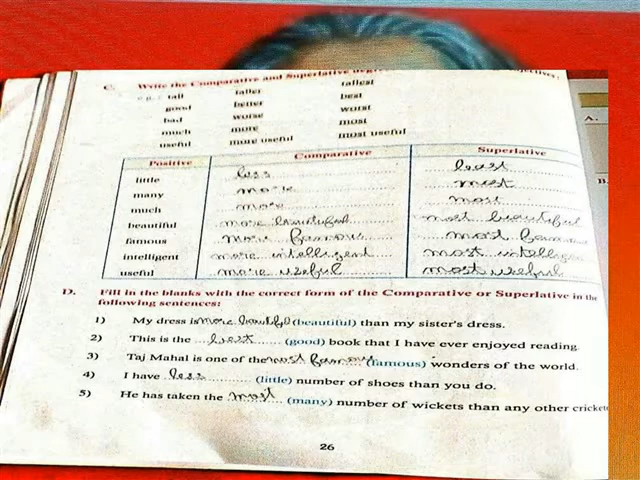 C. Write the Comparative and Superlative
e.g.: tall taller tallest
good better best
bad worse worst
much more most
useful more useful most useful
Positive Comparative Superlative
little less least
many more most
much more most
beautiful more beautiful most beautiful
famous more famous most
intelligent more intelligent most
useful more useful most useful
D. Fill in the blanks with the correct form of the Comparative or Superlative in the
following sentences:
1) My dress is more beautiful (beautiful) than my sister's dress.
2) This is the best (good) book that I have ever enjoyed reading.
3) Taj Mahal is one of the most famous (famous) wonders of the world.
4) I have less (little) number of shoes than you do.
5) He has taken the most (many) number of wickets than any other
26
A.
B.